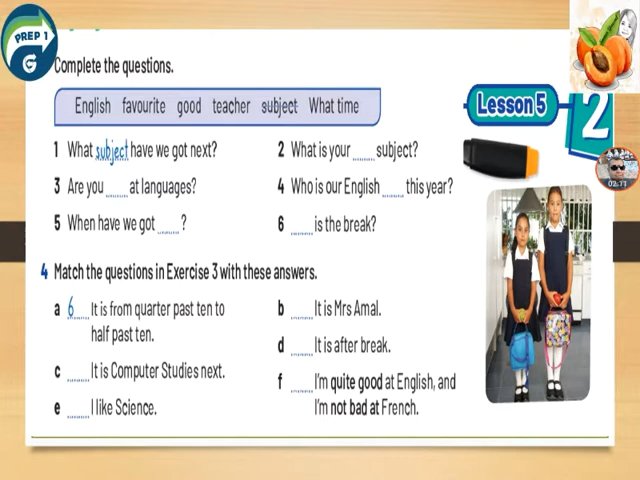 PREP 1
G
Complete the questions.
English favourite good teacher subject What time
Lesson 5
2
1 What subject have we got next?
2 What is your ........ subject?
3 Are you ........ at languages?
4 Who is our English ........ this year?
5 When have we got ........ ?
6 ........ is the break?
4 Match the questions in Exercise 3 with these answers.
a 6 It is from quarter past ten to
half past ten.
b ........ It is Mrs Amal.
c ........ It is Computer Studies next.
d ........ It is after break.
e ........ I like Science.
f ........ I'm quite good at English, and
I'm not bad at French.